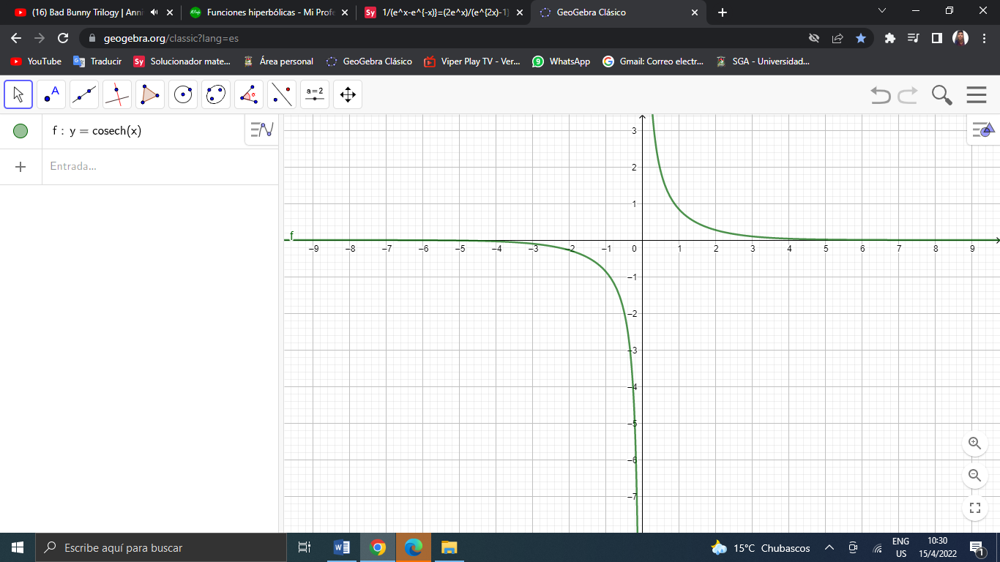 (16) Bad Bunny Trilogy | Anni
Funciones hiperbólicas - Mi Profe
Sy 1/(e^x-e^{-x)}=(2e^x)/(e^{2x)-1}
GeoGebra Clásico
geogebra.org/classic?lang=es
YouTube
Traducir
Sy Solucionador mate...
Área personal
GeoGebra Clásico
Viper Play TV - Ver...
9 WhatsApp
Gmail: Correo electr...
SGA - Universidad...
A
a=2
f : y = cosech(x)
Entrada...
f
3
2
1
−9 −8 −7 −6 −5 −4 −3 −2 −1 0 1 2 3 4 5 6 7 8 9
−1
−2
−3
−4
−5
−6
−7
Escribe aquí para buscar
15°C Chubascos
ENG
US
10:30
15/4/2022
1